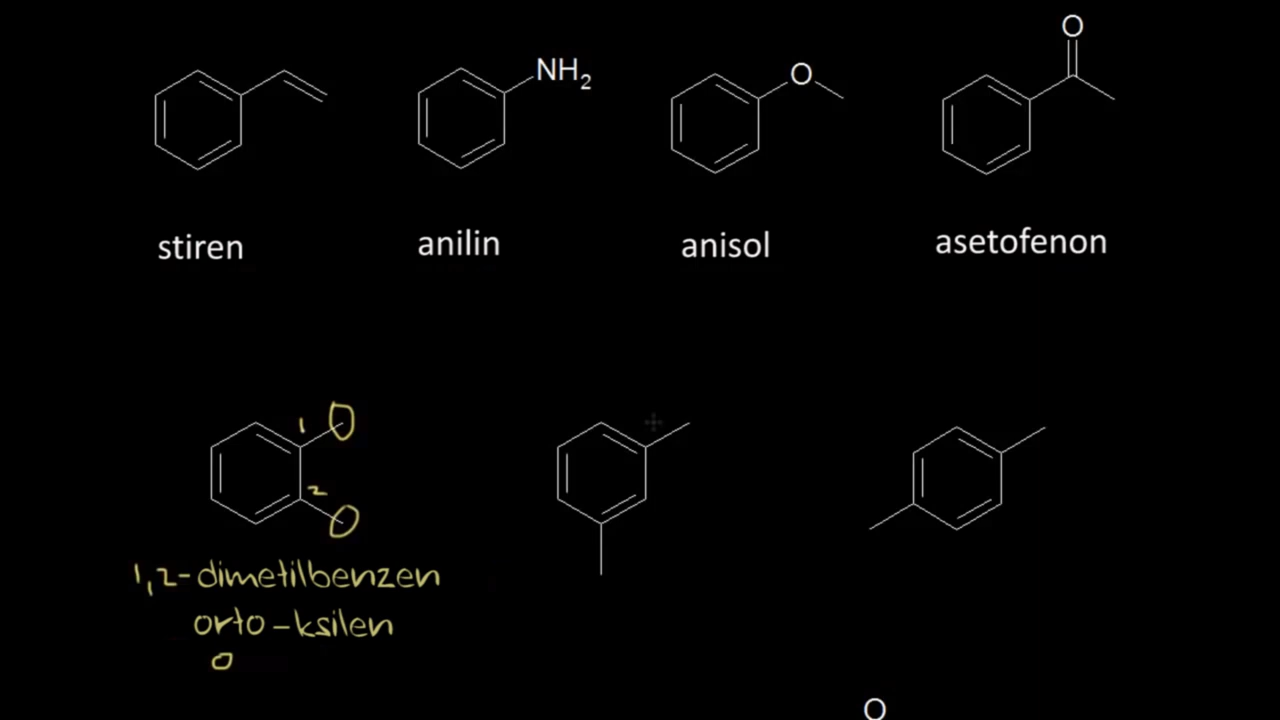 O
NH2
O
stiren
anilin
anisol
asetofenon
1
2
1,2-dimetilbenzen
orto-ksilen
o
O